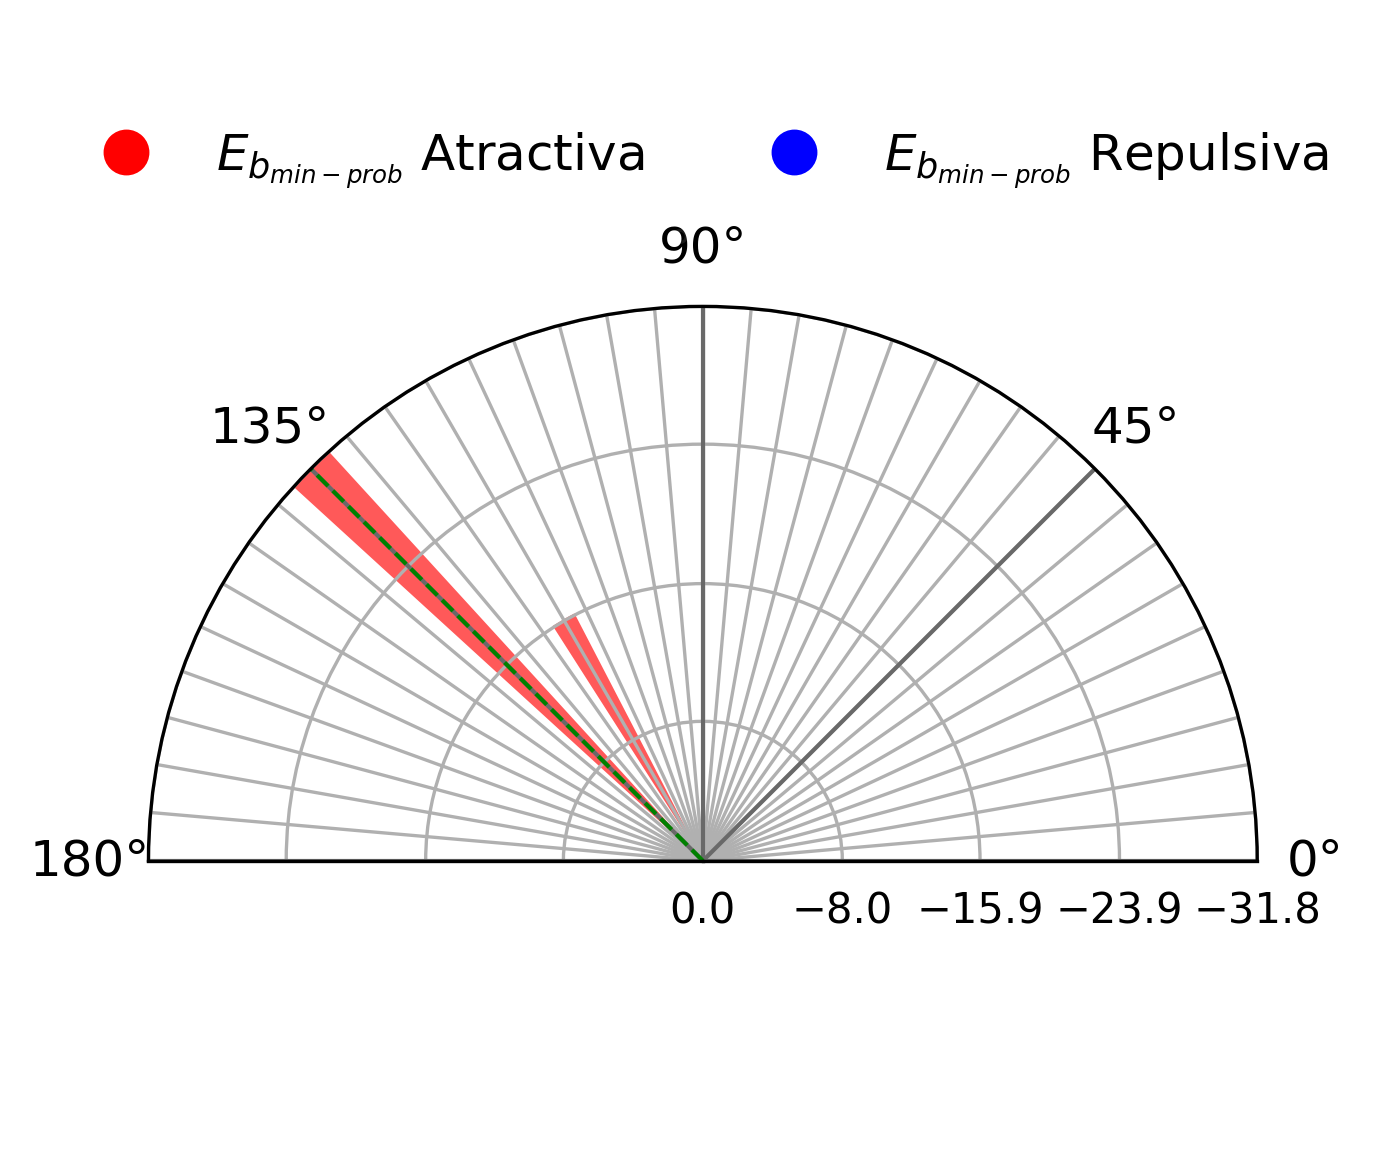 E_{b_{min-prob}} Atractiva
E_{b_{min-prob}} Repulsiva
90°
135°
45°
180°
0°
0.0 −8.0 −15.9 −23.9 −31.8